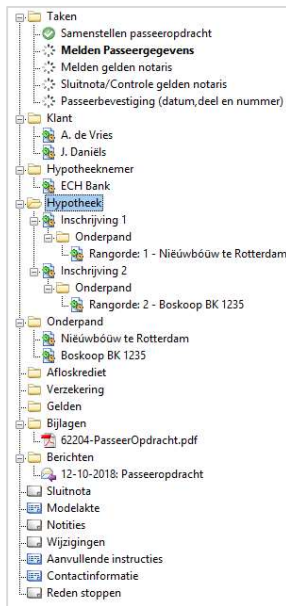 Taken
Samenstellen passeeropdracht
Melden Passeergegevens
Melden gelden notaris
Sluitnota/Controle gelden notaris
Passeerbevestiging (datum,deel en nummer)
Klant
A. de Vries
J. Daniëls
Hypotheeknemer
ECH Bank
Hypotheek
Inschrijving 1
Onderpand
Rangorde: 1 - Niëúwbóüw te Rotterdam
Inschrijving 2
Onderpand
Rangorde: 2 - Boskoop BK 1235
Onderpand
Niëúwbóüw te Rotterdam
Boskoop BK 1235
Afloskrediet
Verzekering
Gelden
Bijlagen
62204-PasseerOpdracht.pdf
Berichten
12-10-2018: Passeeropdracht
Sluitnota
Modelakte
Notities
Wijzigingen
Aanvullende instructies
Contactinformatie
Reden stoppen